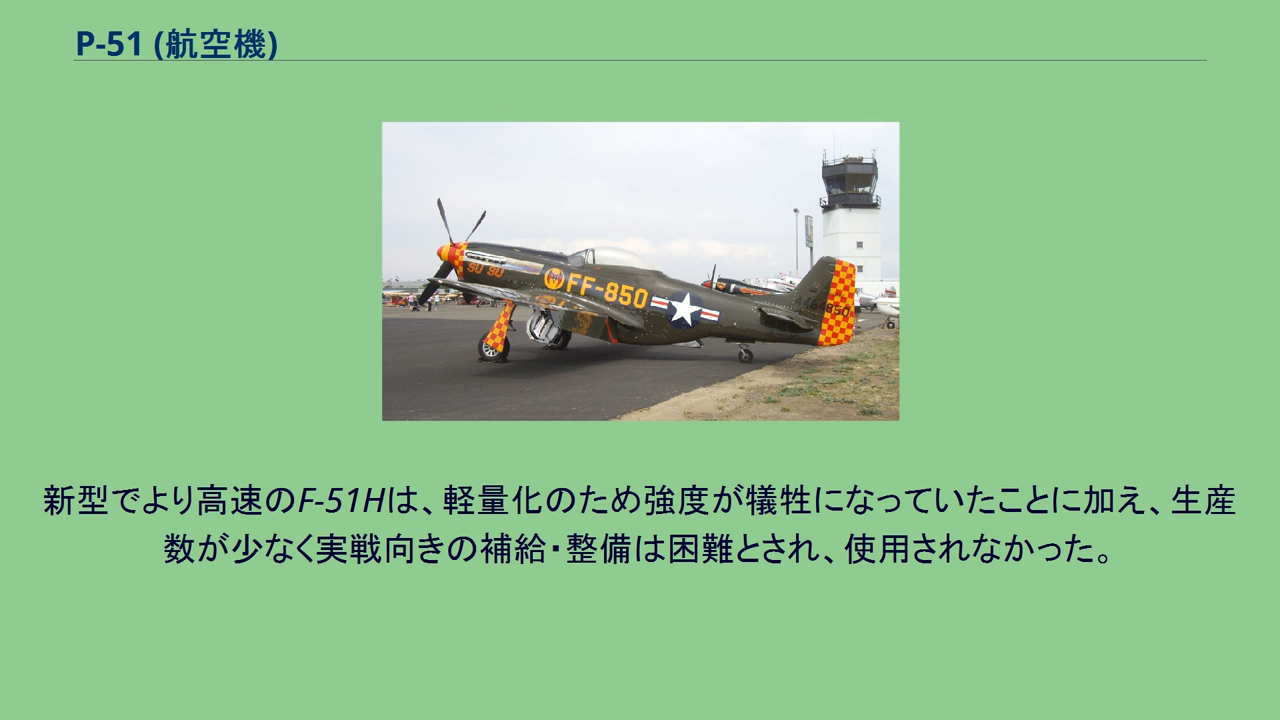 P-51 (航空機)
SU SU
FF-850
4464850
新型でより高速のF-51Hは、軽量化のため強度が犠牲になっていたことに加え、生産
数が少なく実戦向きの補給・整備は困難とされ、使用されなかった。